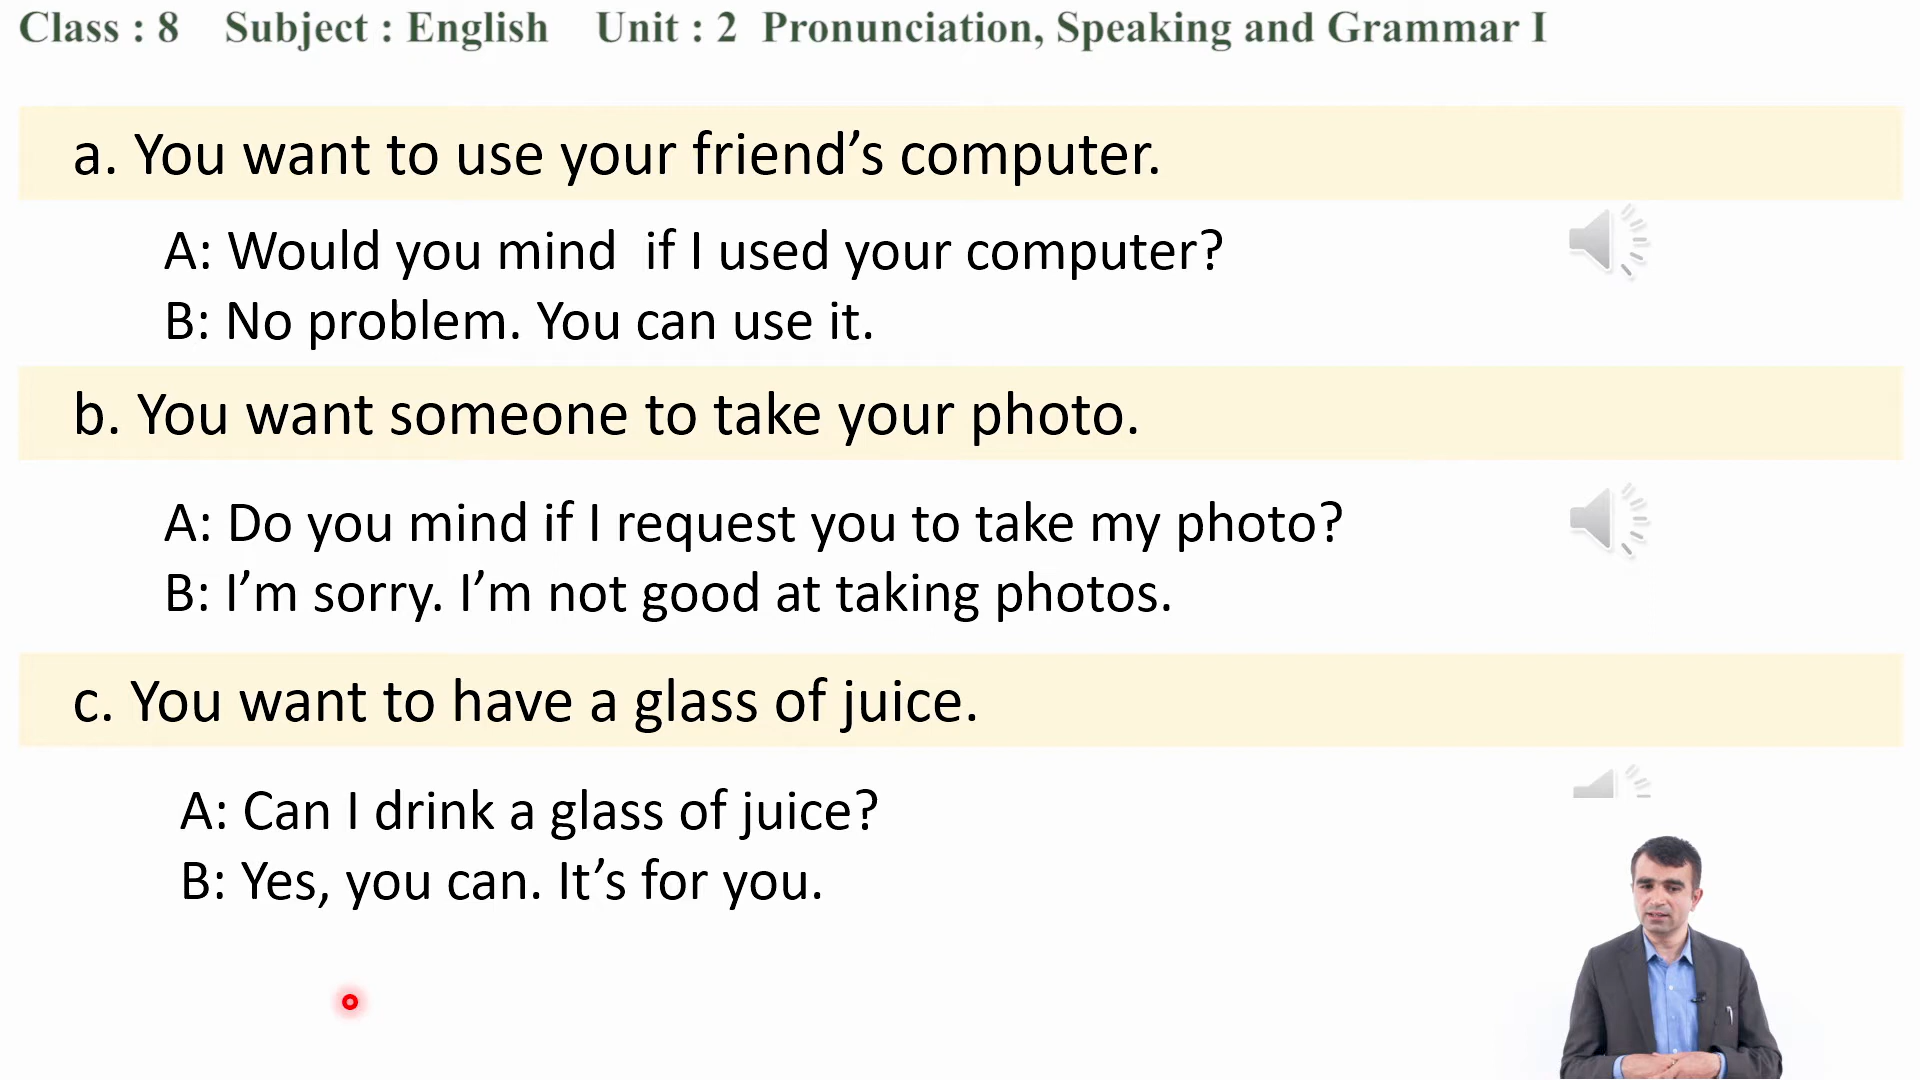 Class : 8 Subject : English Unit : 2 Pronunciation, Speaking and Grammar I
a. You want to use your friend’s computer.
A: Would you mind if I used your computer?
B: No problem. You can use it.
b. You want someone to take your photo.
A: Do you mind if I request you to take my photo?
B: I’m sorry. I’m not good at taking photos.
c. You want to have a glass of juice.
A: Can I drink a glass of juice?
B: Yes, you can. It’s for you.